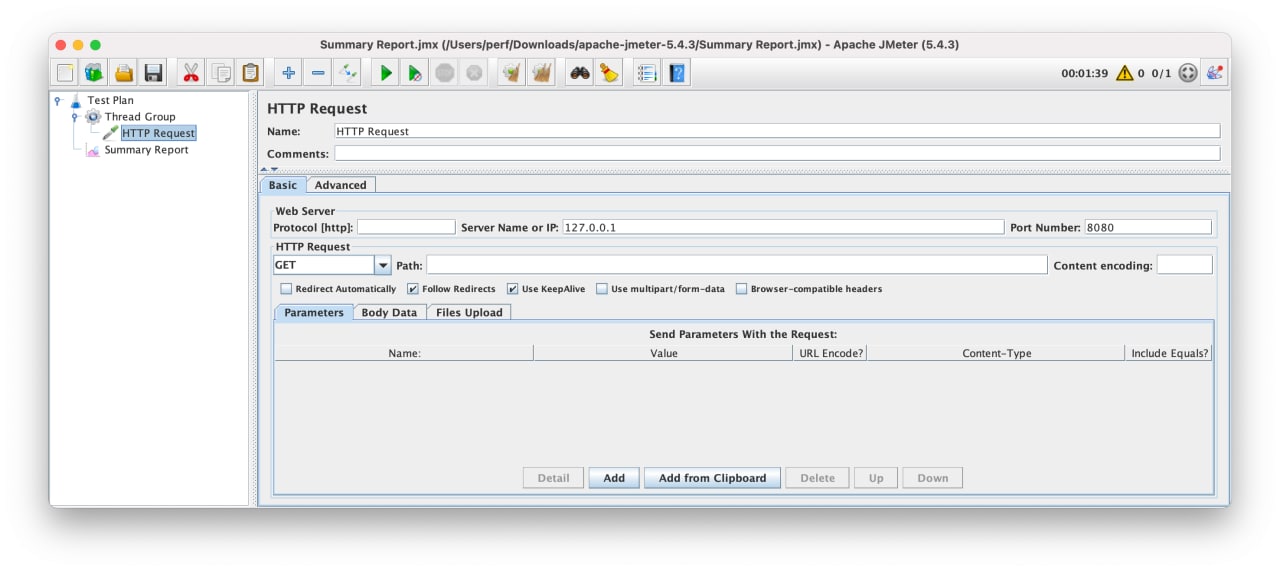 Summary Report.jmx (/Users/perf/Downloads/apache-jmeter-5.4.3/Summary Report.jmx) - Apache JMeter (5.4.3)
00:01:39 0 0/1
Test Plan
Thread Group
HTTP Request
Summary Report
HTTP Request
Name: HTTP Request
Comments:
Basic Advanced
Web Server
Protocol [http]: Server Name or IP: 127.0.0.1 Port Number: 8080
HTTP Request
GET Path: Content encoding:
Redirect Automatically Follow Redirects Use KeepAlive Use multipart/form-data Browser-compatible headers
Parameters Body Data Files Upload
Send Parameters With the Request:
Name: Value URL Encode? Content-Type Include Equals?
Detail Add Add from Clipboard Delete Up Down